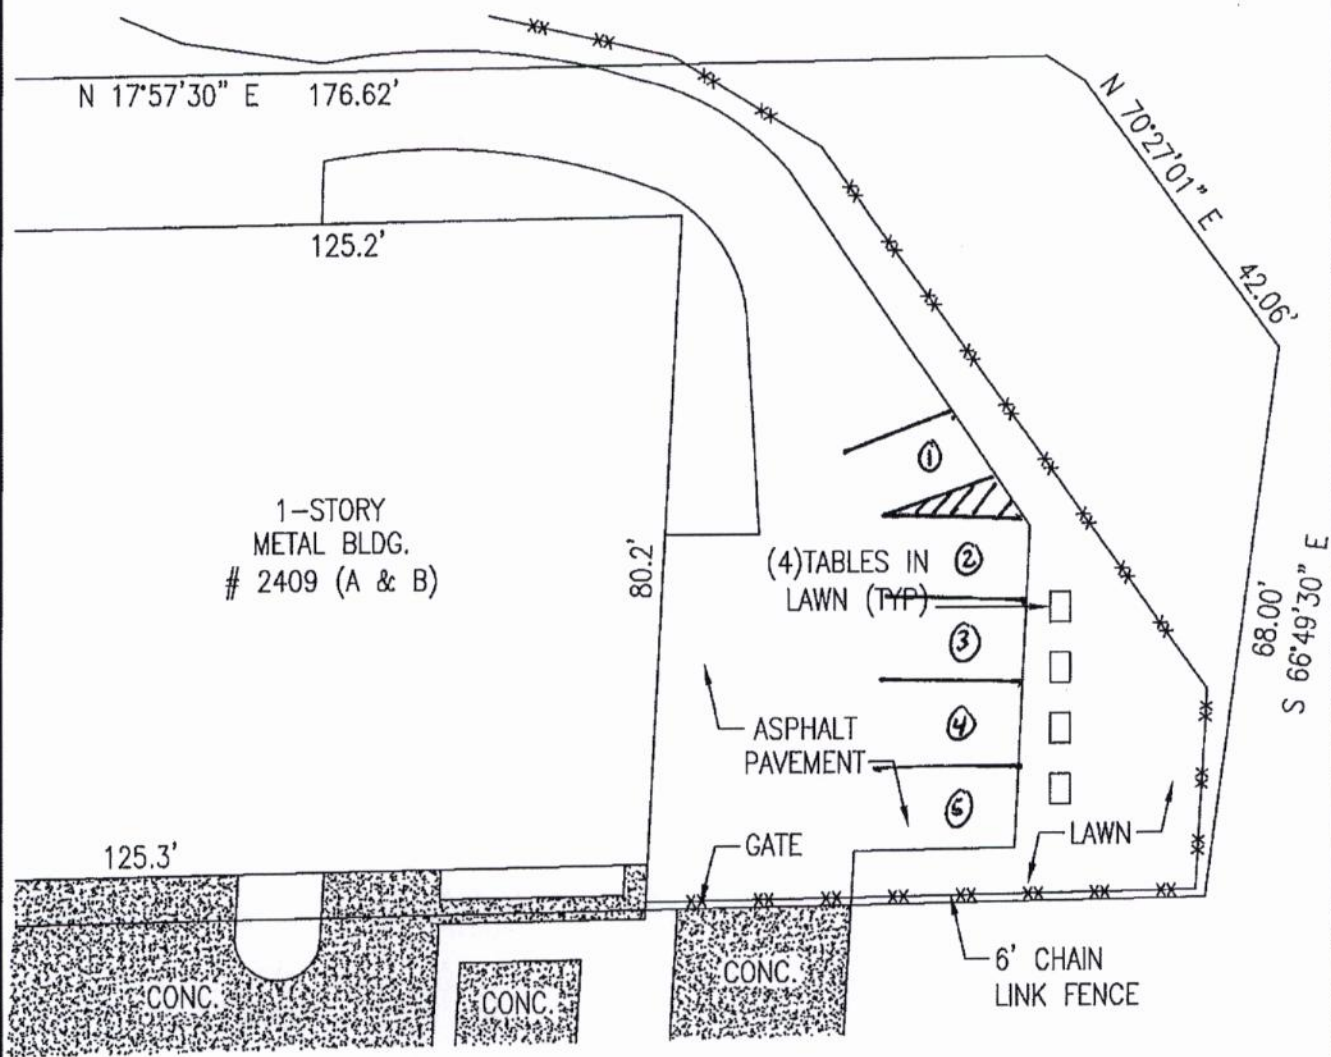 N 17°57'30" E 176.62'
N 70°27'01" E 42.06'
125.2'
1
1-STORY
METAL BLDG.
# 2409 (A & B)
80.2'
(4)TABLES IN
LAWN (TYP)
2
68.00'
S 66°49'30" E
3
4
ASPHALT
PAVEMENT
5
125.3'
GATE
LAWN
6' CHAIN
LINK FENCE
CONC.
CONC.
CONC.